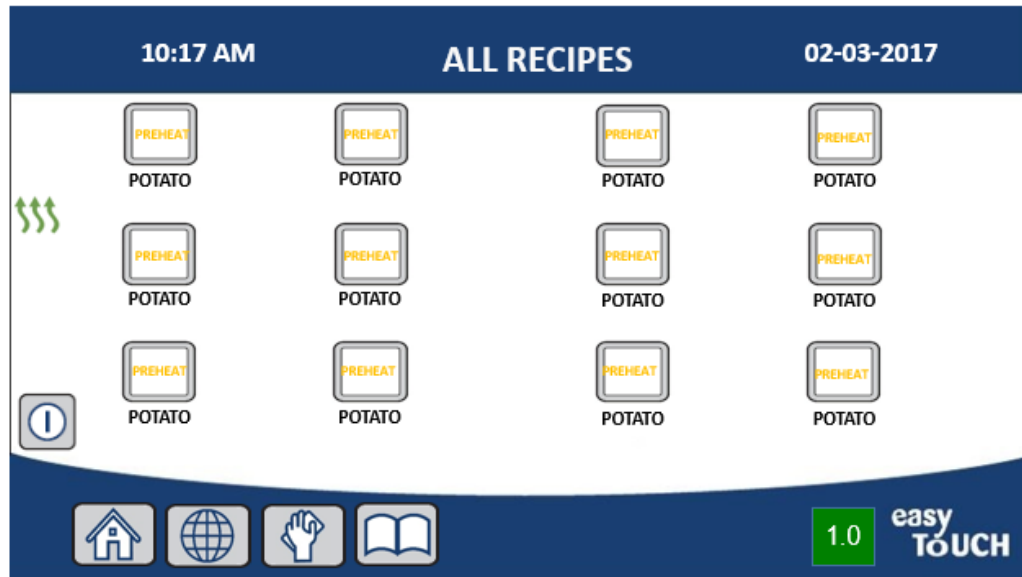 10:17 AM ALL RECIPES 02-03-2017
PREHEAT PREHEAT PREHEAT PREHEAT
POTATO POTATO POTATO POTATO
PREHEAT PREHEAT PREHEAT PREHEAT
POTATO POTATO POTATO POTATO
PREHEAT PREHEAT PREHEAT PREHEAT
POTATO POTATO POTATO POTATO
1.0 easy
TOUCH